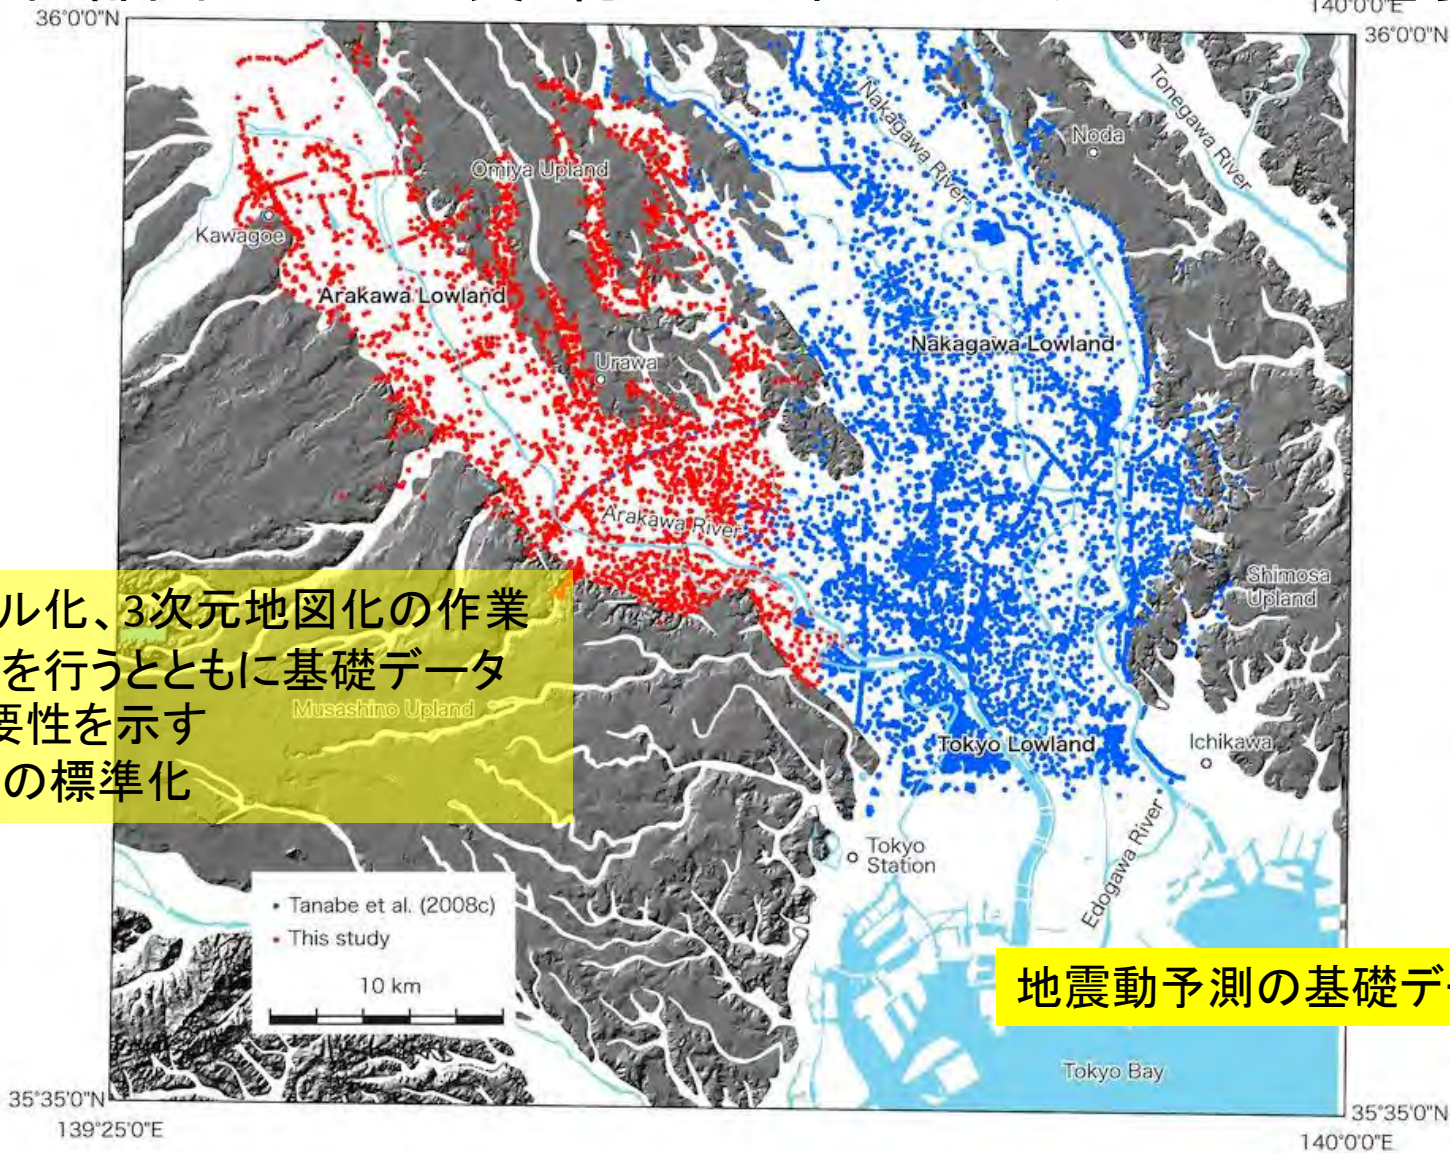 140°0'0"E
36°0'0"N
36°0'0"N
Tonegawa River
Nakagawa River
Noda
Omiya Upland
Kawagoe
Arakawa Lowland
Nakagawa Lowland
Urawa
Arakawa River
Shimosa
Upland
ル化、3次元地図化の作業
を行うとともに基礎データ
Musashino Upland
要性を示す
の標準化
Tokyo Lowland
Ichikawa
Tokyo
Station
Edogawa River
Tanabe et al. (2008c)
This study
10 km
地震動予測の基礎デ
Tokyo Bay
35°35'0"N
35°35'0"N
139°25'0"E
140°0'0"E